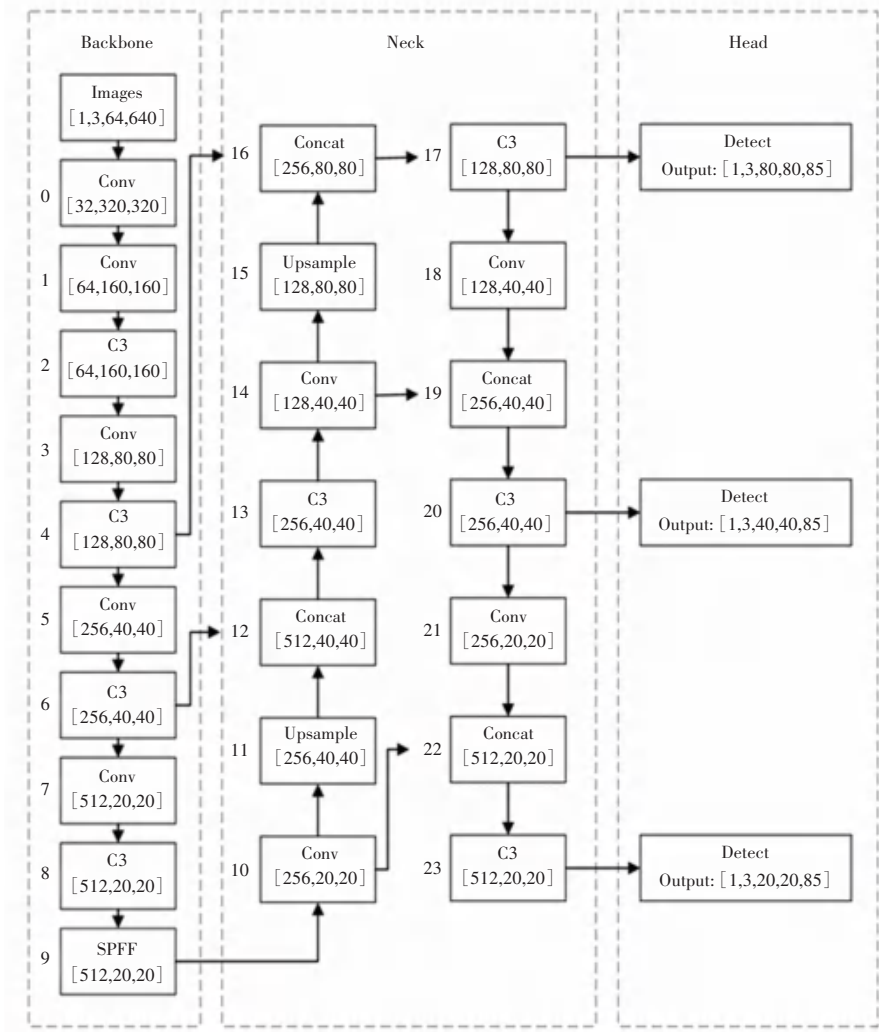 Backbone
Images
[1,3,64,640]
0
Conv
[32,320,320]
1
Conv
[64,160,160]
2
C3
[64,160,160]
3
Conv
[128,80,80]
4
C3
[128,80,80]
5
Conv
[256,40,40]
6
C3
[256,40,40]
7
Conv
[512,20,20]
8
C3
[512,20,20]
9
SPFF
[512,20,20]
Neck
16
Concat
[256,80,80]
15
Upsample
[128,80,80]
14
Conv
[128,40,40]
13
C3
[256,40,40]
12
Concat
[512,40,40]
11
Upsample
[256,40,40]
10
Conv
[256,20,20]
17
C3
[128,80,80]
18
Conv
[128,40,40]
19
Concat
[256,40,40]
20
C3
[256,40,40]
21
Conv
[256,20,20]
22
Concat
[512,20,20]
23
C3
[512,20,20]
Head
Detect
Output: [1,3,80,80,85]
Detect
Output: [1,3,40,40,85]
Detect
Output: [1,3,20,20,85]